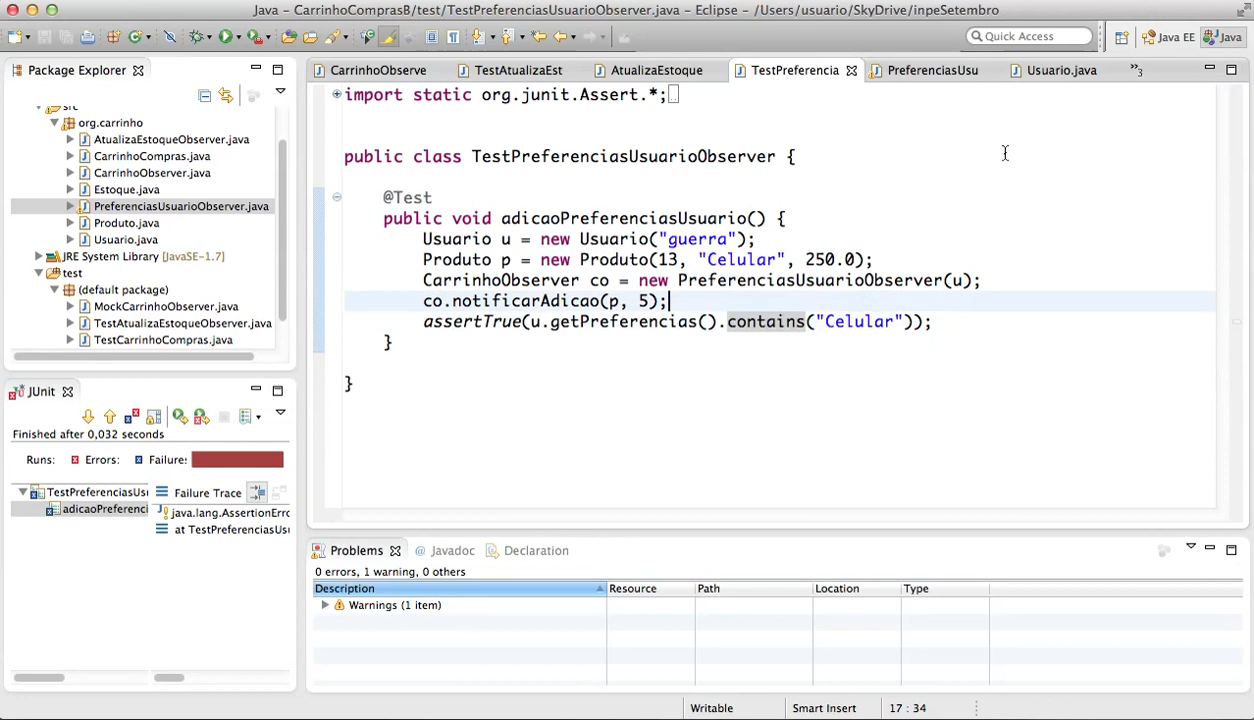 Java - CarrinhoComprasB/test/TestPreferenciasUsuarioObserver.java - Eclipse - /Users/usuario/SkyDrive/inpeSetembro
Quick Access
Java EE
Java
Package Explorer
CarrinhoObserve
TestAtualizaEst
AtualizaEstoque
TestPreferencia
PreferenciasUsu
Usuario.java
»3
src
org.carrinho
AtualizaEstoqueObserver.java
CarrinhoCompras.java
CarrinhoObserver.java
Estoque.java
PreferenciasUsuarioObserver.java
Produto.java
Usuario.java
JRE System Library [JavaSE-1.7]
test
(default package)
MockCarrinhoObserver.java
TestAtualizaEstoqueObserver.java
TestCarrinhoCompras.java
import static org.junit.Assert.*;
public class TestPreferenciasUsuarioObserver {
@Test
public void adicaoPreferenciasUsuario() {
Usuario u = new Usuario("guerra");
Produto p = new Produto(13, "Celular", 250.0);
CarrinhoObserver co = new PreferenciasUsuarioObserver(u);
co.notificarAdicao(p, 5);
assertTrue(u.getPreferencias().contains("Celular"));
}
}
JUnit
Finished after 0,032 seconds
Runs:
Errors:
Failure:
TestPreferenciasUsu
adicaoPreferenci
Failure Trace
java.lang.AssertionErro
at TestPreferenciasUsu
Problems
@ Javadoc
Declaration
0 errors, 1 warning, 0 others
Description
Resource
Path
Location
Type
Warnings (1 item)
Writable
Smart Insert
17 : 34